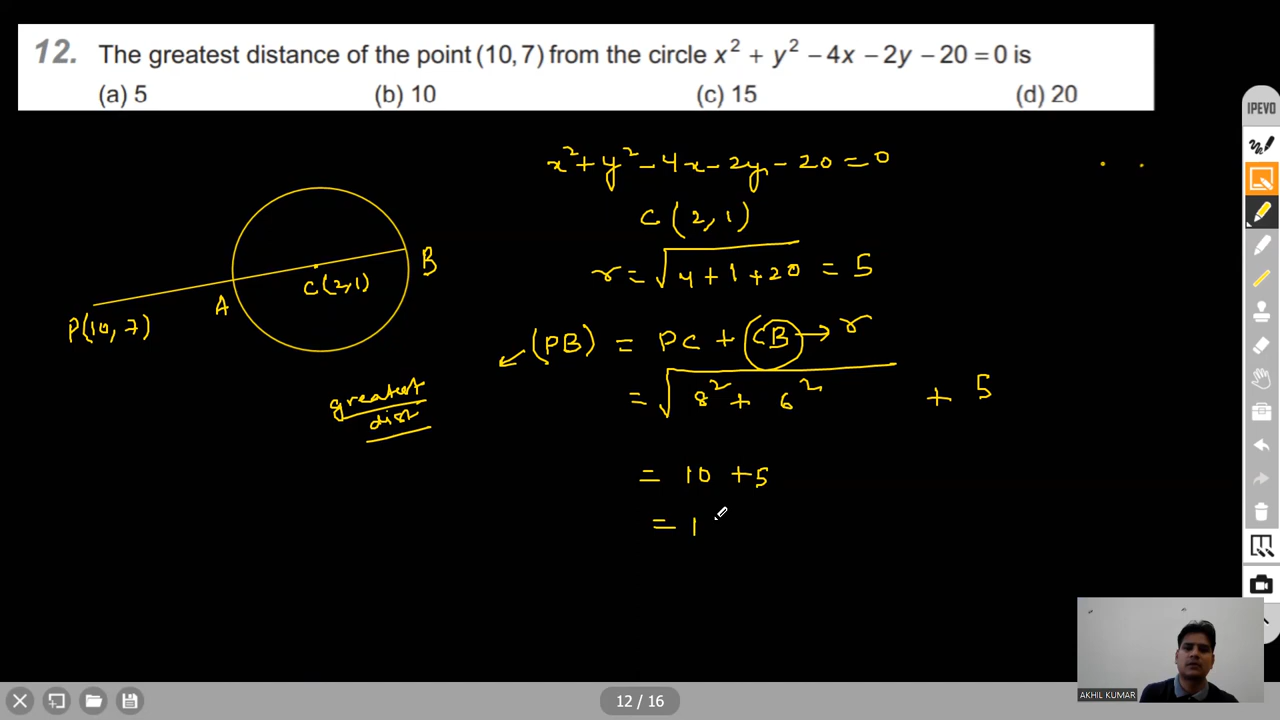 12. The greatest distance of the point (10, 7) from the circle x² + y² − 4x − 2y − 20 = 0 is
(a) 5 (b) 10 (c) 15 (d) 20
IPEVO
x² + y² − 4x − 2y − 20 = 0
C (2, 1)
r = √(4 + 1 + 20) = 5
B
C(2,1)
A
P(10, 7)
(PB) = PC + CB → r
= √(8² + 6²) + 5
greatest
dist
= 10 + 5
= 1
AKHIL KUMAR
12 / 16